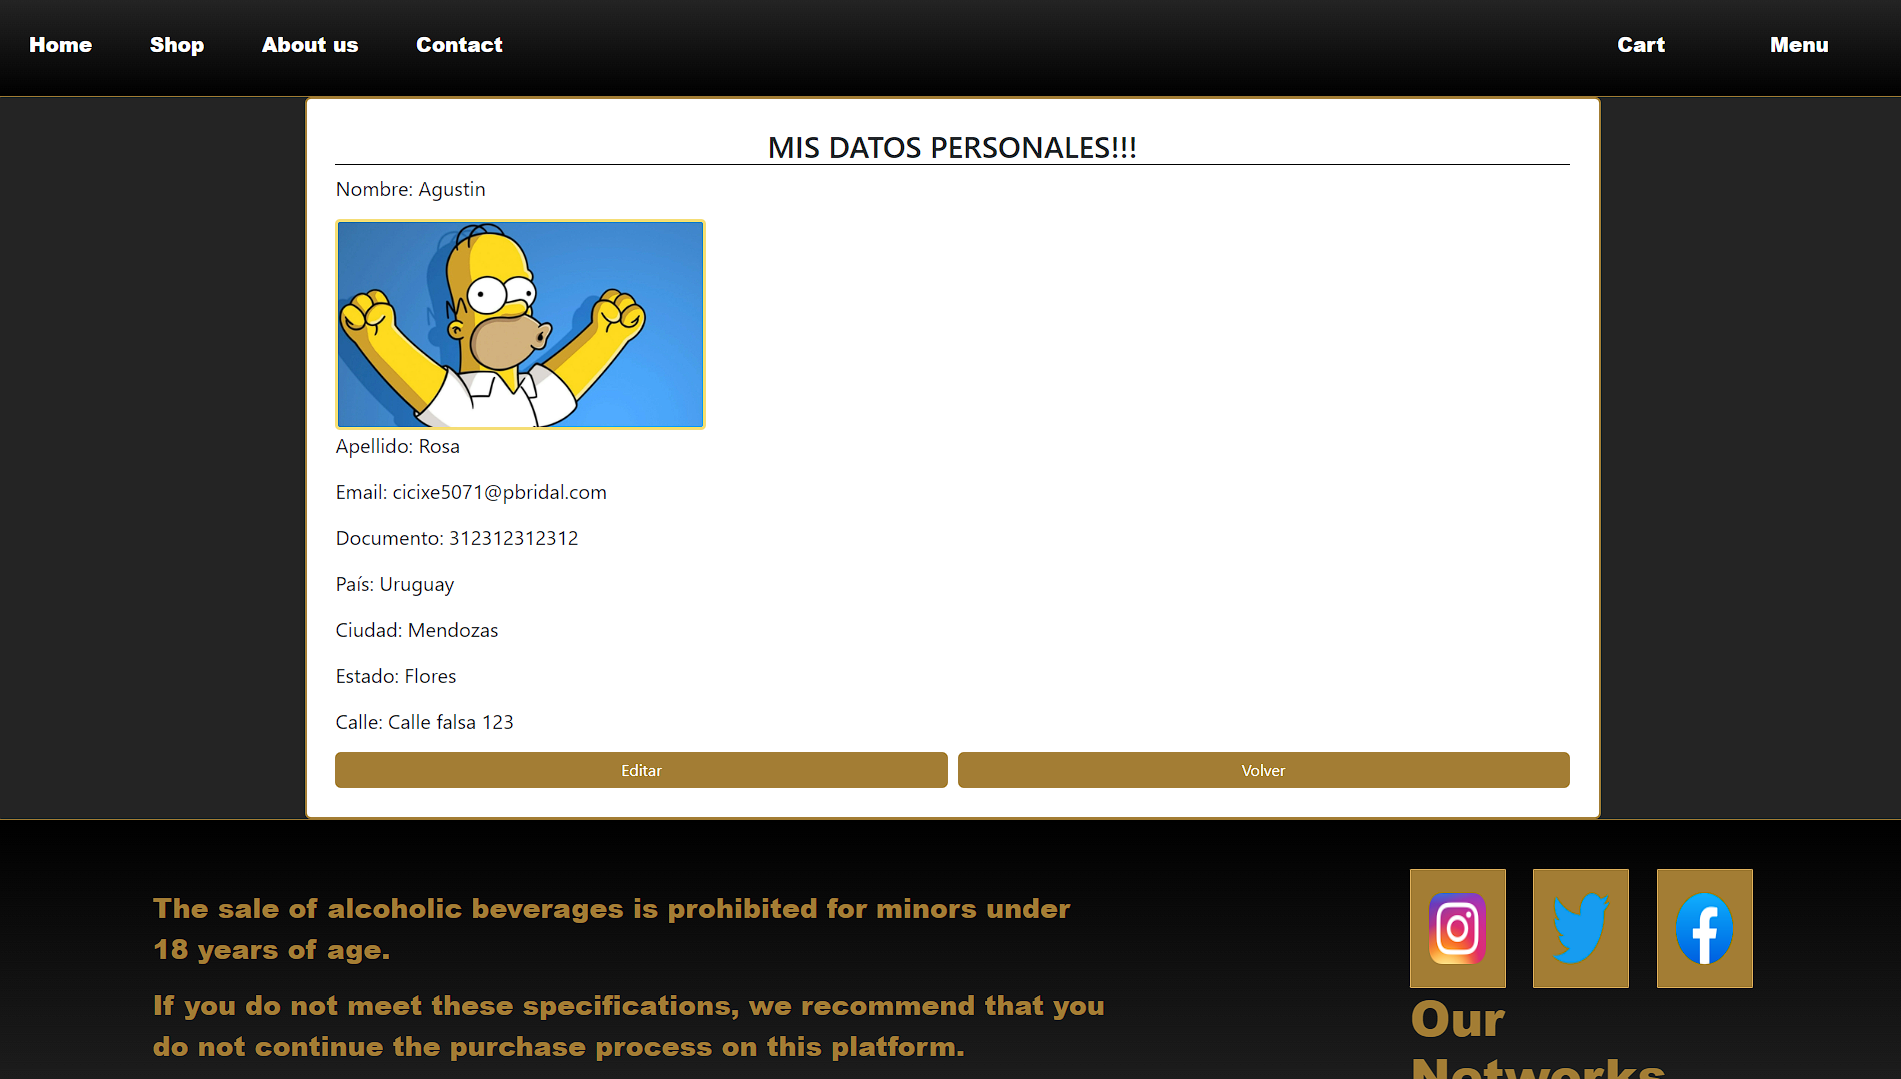 Home Shop About us Contact Cart Menu
MIS DATOS PERSONALES!!!
Nombre: Agustin
Apellido: Rosa
Email: cicixe5071@pbridal.com
Documento: 312312312312
País: Uruguay
Ciudad: Mendozas
Estado: Flores
Calle: Calle falsa 123
Editar Volver
The sale of alcoholic beverages is prohibited for minors under
18 years of age.
If you do not meet these specifications, we recommend that you
do not continue the purchase process on this platform.
Our
Networks